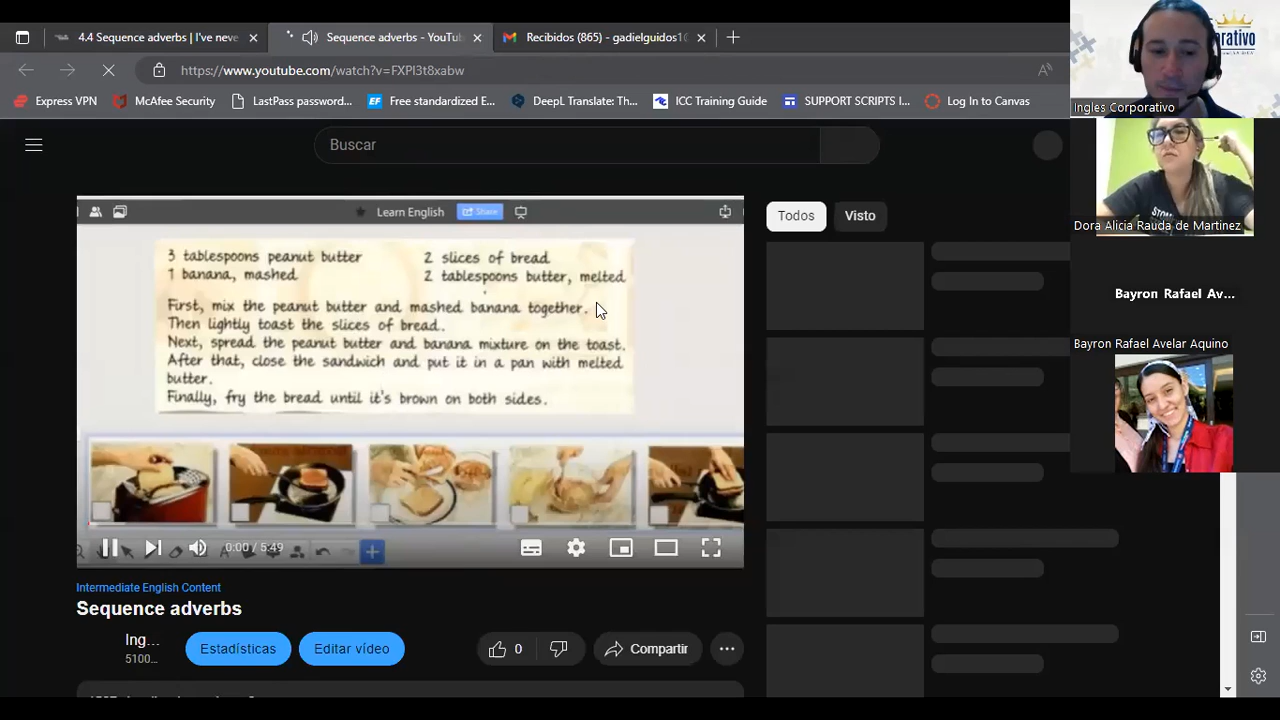 4.4 Sequence adverbs | I've neve
Sequence adverbs - YouTu
Recibidos (865) - gadielguidos1
https://www.youtube.com/watch?v=FXPl3t8xabw
Express VPN
McAfee Security
LastPass password...
Free standardized E...
DeepL Translate: Th...
ICC Training Guide
SUPPORT SCRIPTS I...
Log In to Canvas
Buscar
Learn English
Share
3 tablespoons peanut butter
2 slices of bread
1 banana, mashed
2 tablespoons butter, melted
First, mix the peanut butter and mashed banana together.
Then lightly toast the slices of bread.
Next, spread the peanut butter and banana mixture on the toast.
After that, close the sandwich and put it in a pan with melted
butter.
Finally, fry the bread until it's brown on both sides.
0:00 / 5:49
Intermediate English Content
Sequence adverbs
Ing...
5100...
Estadísticas
Editar vídeo
0
Compartir
Todos
Visto
Ingles Corporativo
Dora Alicia Rauda de Martinez
Bayron Rafael Av...
Bayron Rafael Avelar Aquino